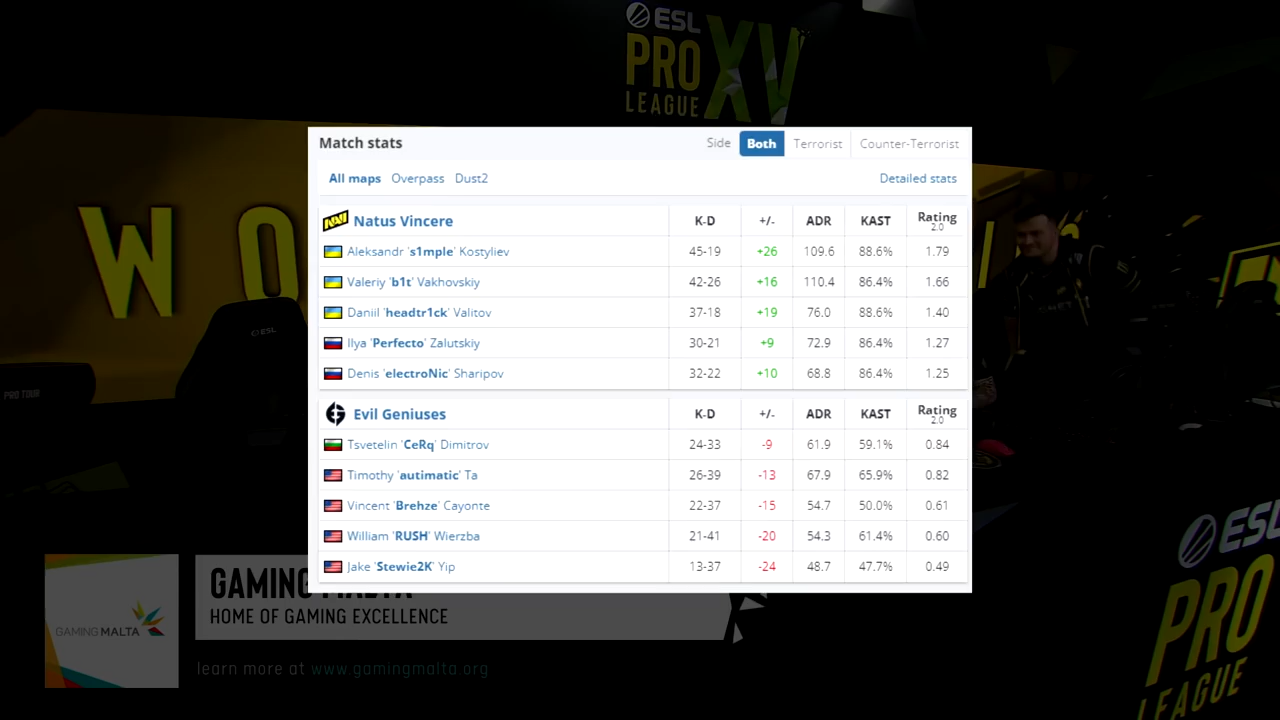 ESL
PRO
LEAGUE
XV
W O
ESL
PRO TOUR
Match stats
Side Both Terrorist Counter-Terrorist
All maps Overpass Dust2 Detailed stats
Natus Vincere K-D +/- ADR KAST Rating 2.0
Aleksandr 's1mple' Kostyliev 45-19 +26 109.6 88.6% 1.79
Valeriy 'b1t' Vakhovskiy 42-26 +16 110.4 86.4% 1.66
Daniil 'headtr1ck' Valitov 37-18 +19 76.0 88.6% 1.40
Ilya 'Perfecto' Zalutskiy 30-21 +9 72.9 86.4% 1.27
Denis 'electroNic' Sharipov 32-22 +10 68.8 86.4% 1.25
Evil Geniuses K-D +/- ADR KAST Rating 2.0
Tsvetelin 'CeRq' Dimitrov 24-33 -9 61.9 59.1% 0.84
Timothy 'autimatic' Ta 26-39 -13 67.9 65.9% 0.82
Vincent 'Brehze' Cayonte 22-37 -15 54.7 50.0% 0.61
William 'RUSH' Wierzba 21-41 -20 54.3 61.4% 0.60
Jake 'Stewie2K' Yip 13-37 -24 48.7 47.7% 0.49
GAMING MALTA
HOME OF GAMING EXCELLENCE
GAMINGMALTA
learn more at www.gamingmalta.org
ESL
PRO
LEAGUE